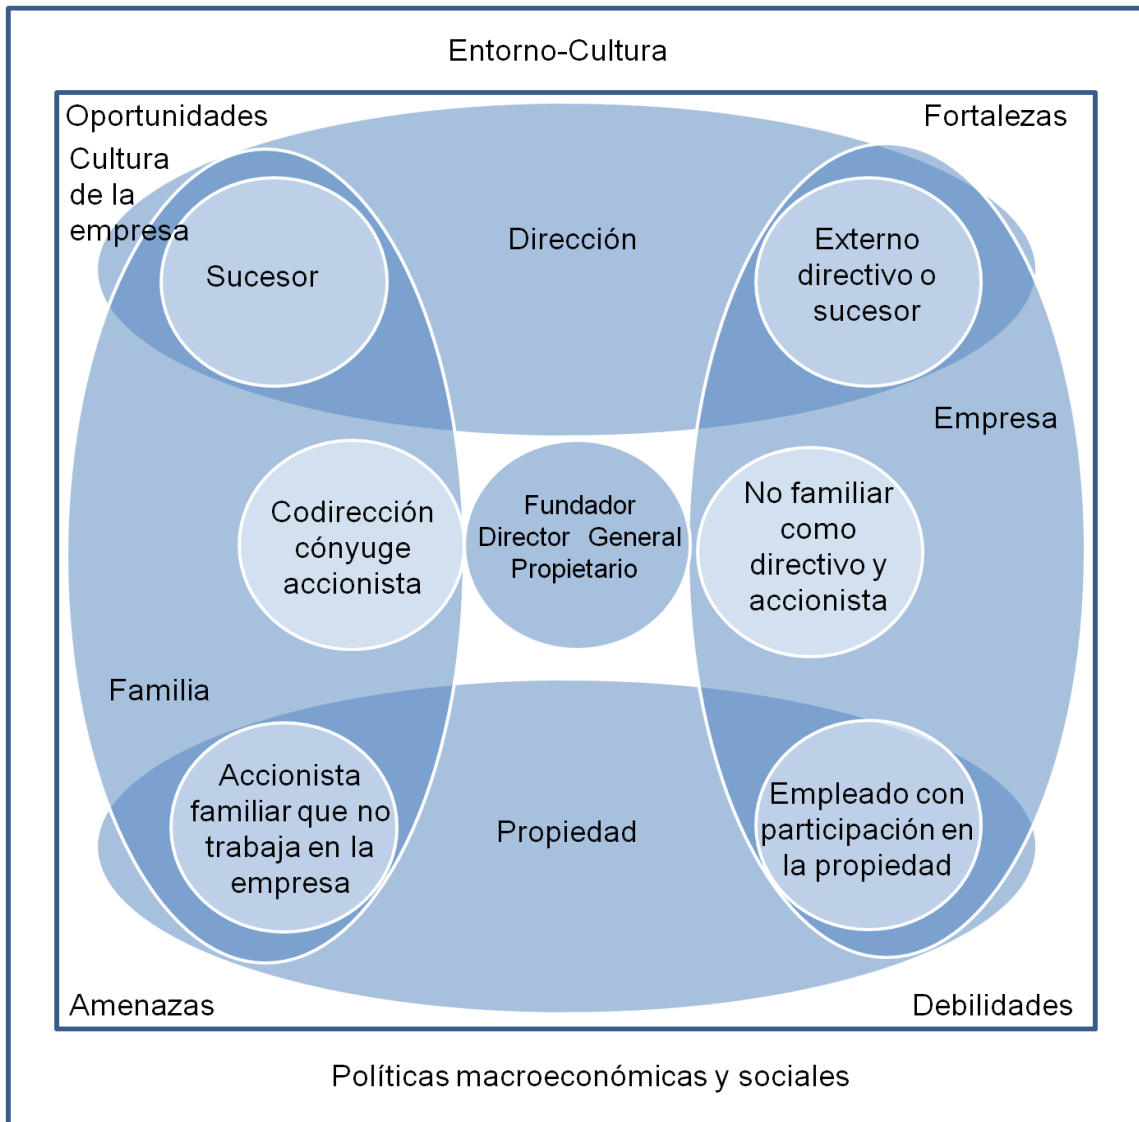 Entorno-Cultura
Oportunidades
Fortalezas
Cultura
de la
empresa
Sucesor
Dirección
Externo
directivo o
sucesor
Empresa
Codirección
cónyuge
accionista
Fundador
Director General
Propietario
No familiar
como
directivo y
accionista
Familia
Accionista
familiar que no
trabaja en la
empresa
Propiedad
Empleado con
participación en
la propiedad
Amenazas
Debilidades
Políticas macroeconómicas y sociales